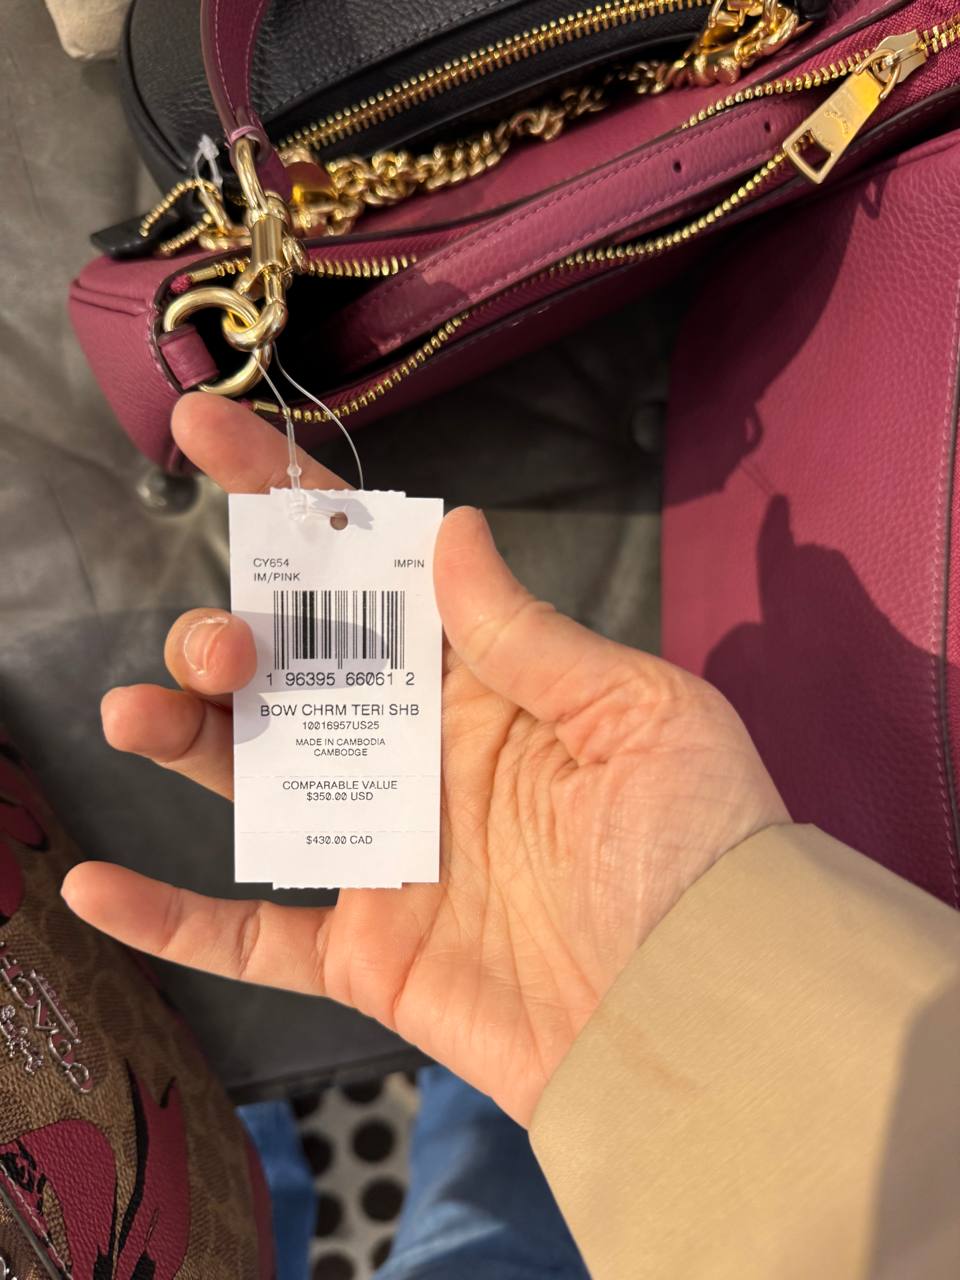 CY654
IMPIN
IM/PINK
1 96395 66061 2
BOW CHRM TERI SHB
10016957US25
MADE IN CAMBODIA
CAMBODGE
COMPARABLE VALUE
$350.00 USD
$430.00 CAD
COACH